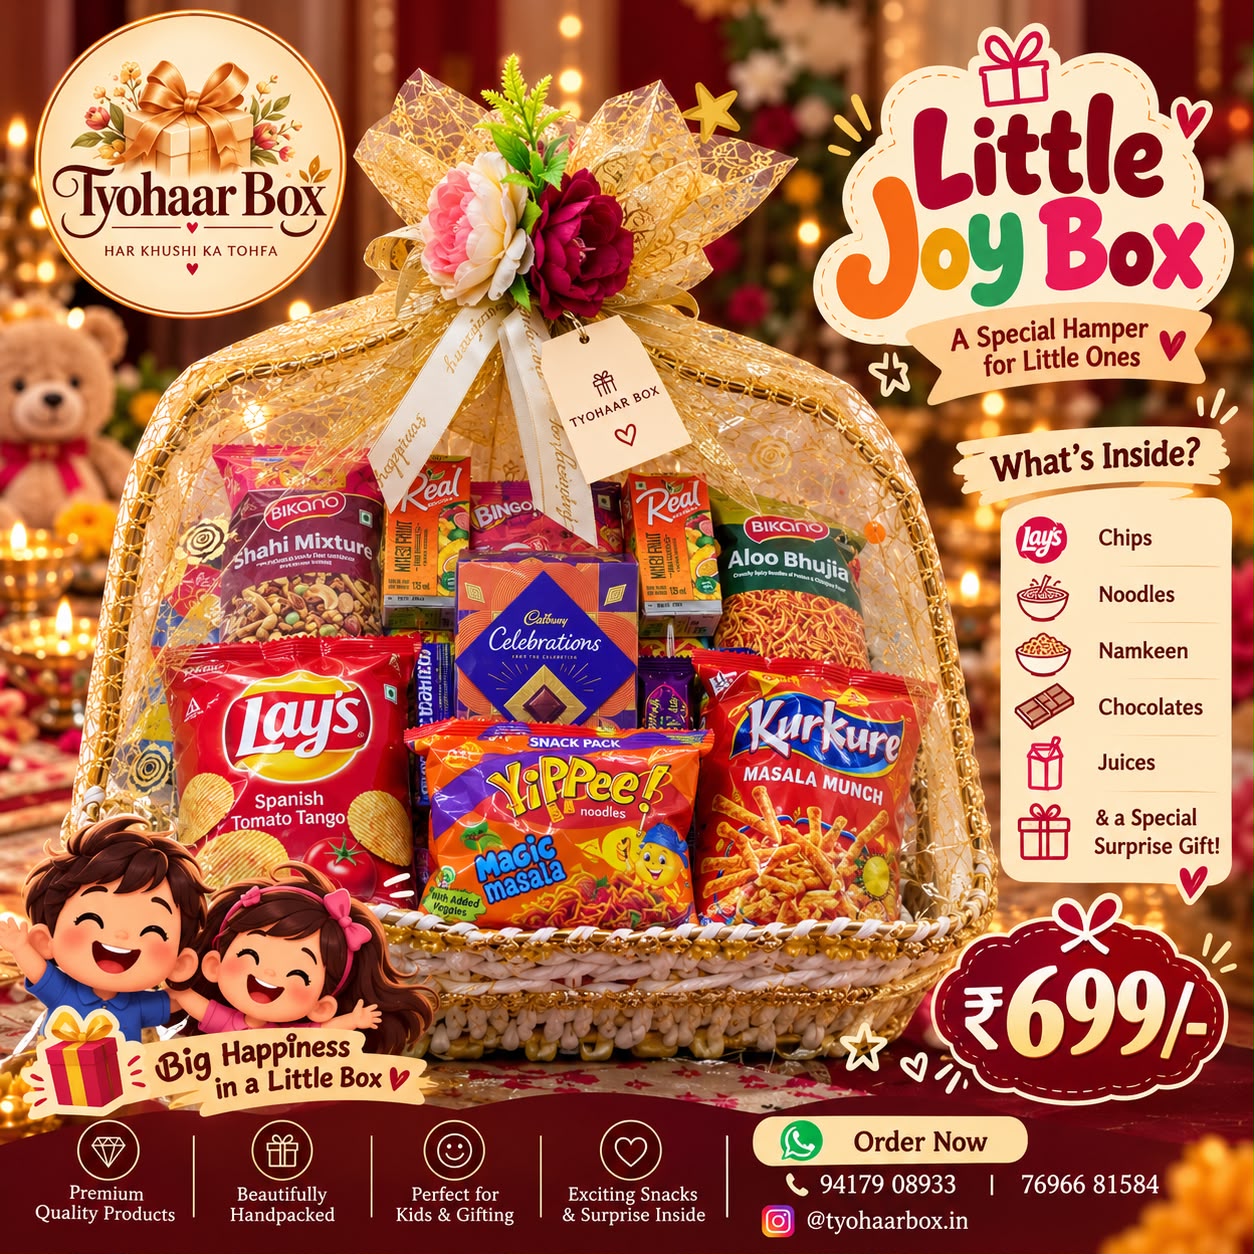 Tyohaar Box
HAR KHUSHI KA TOHFA
Little
Joy Box
A Special Hamper
for Little Ones
What's Inside?
Lay's
Chips
Noodles
Namkeen
Chocolates
Juices
& a Special
Surprise Gift!
₹699/-
TYOHAAR BOX
BIKANO
Shahi Mixture
Real
BINGO!
Real
BIKANO
Aloo Bhujia
Cadbury
Celebrations
Lay's
Spanish
Tomato Tango
SNACK PACK
YiPPee!
noodles
Magic
masala
With Added
Veggies
KurKure
MASALA MUNCH
Big Happiness
in a Little Box
Premium
Quality Products
Beautifully
Handpacked
Perfect for
Kids & Gifting
Exciting Snacks
& Surprise Inside
Order Now
94179 08933 | 76966 81584
@tyohaarbox.in